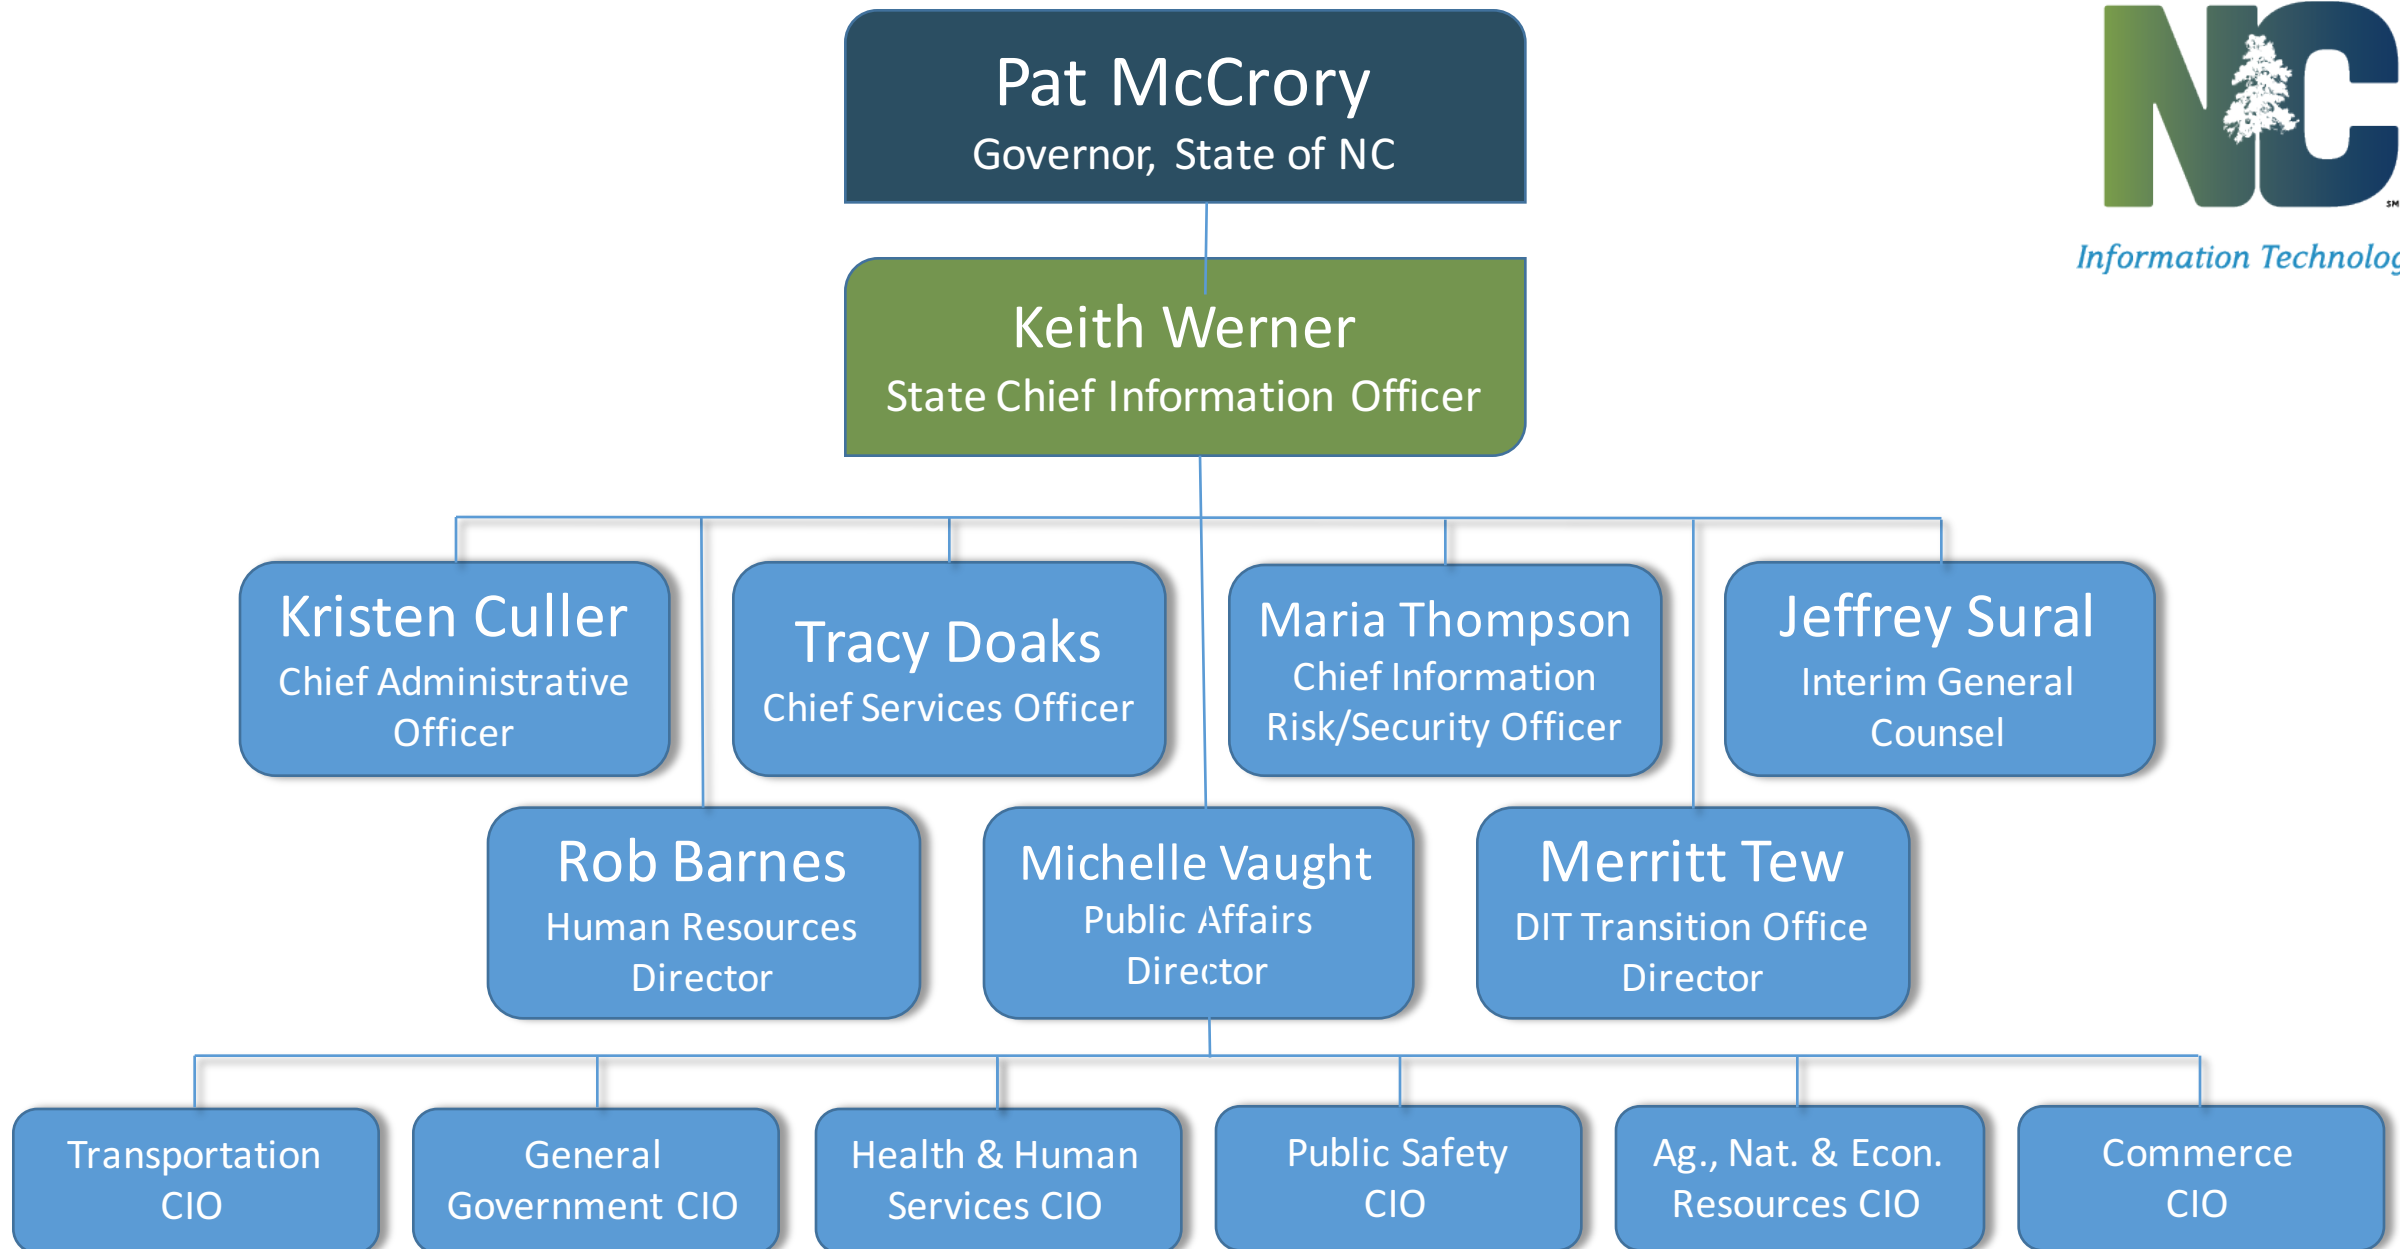 Pat McCrory
Governor, State of NC
NC
SM
Information Technolog
Keith Werner
State Chief Information Officer
Kristen Culler
Chief Administrative
Officer
Tracy Doaks
Chief Services Officer
Maria Thompson
Chief Information
Risk/Security Officer
Jeffrey Sural
Interim General
Counsel
Rob Barnes
Human Resources
Director
Michelle Vaught
Public Affairs
Director
Merritt Tew
DIT Transition Office
Director
Transportation
CIO
General
Government CIO
Health & Human
Services CIO
Public Safety
CIO
Ag., Nat. & Econ.
Resources CIO
Commerce
CIO